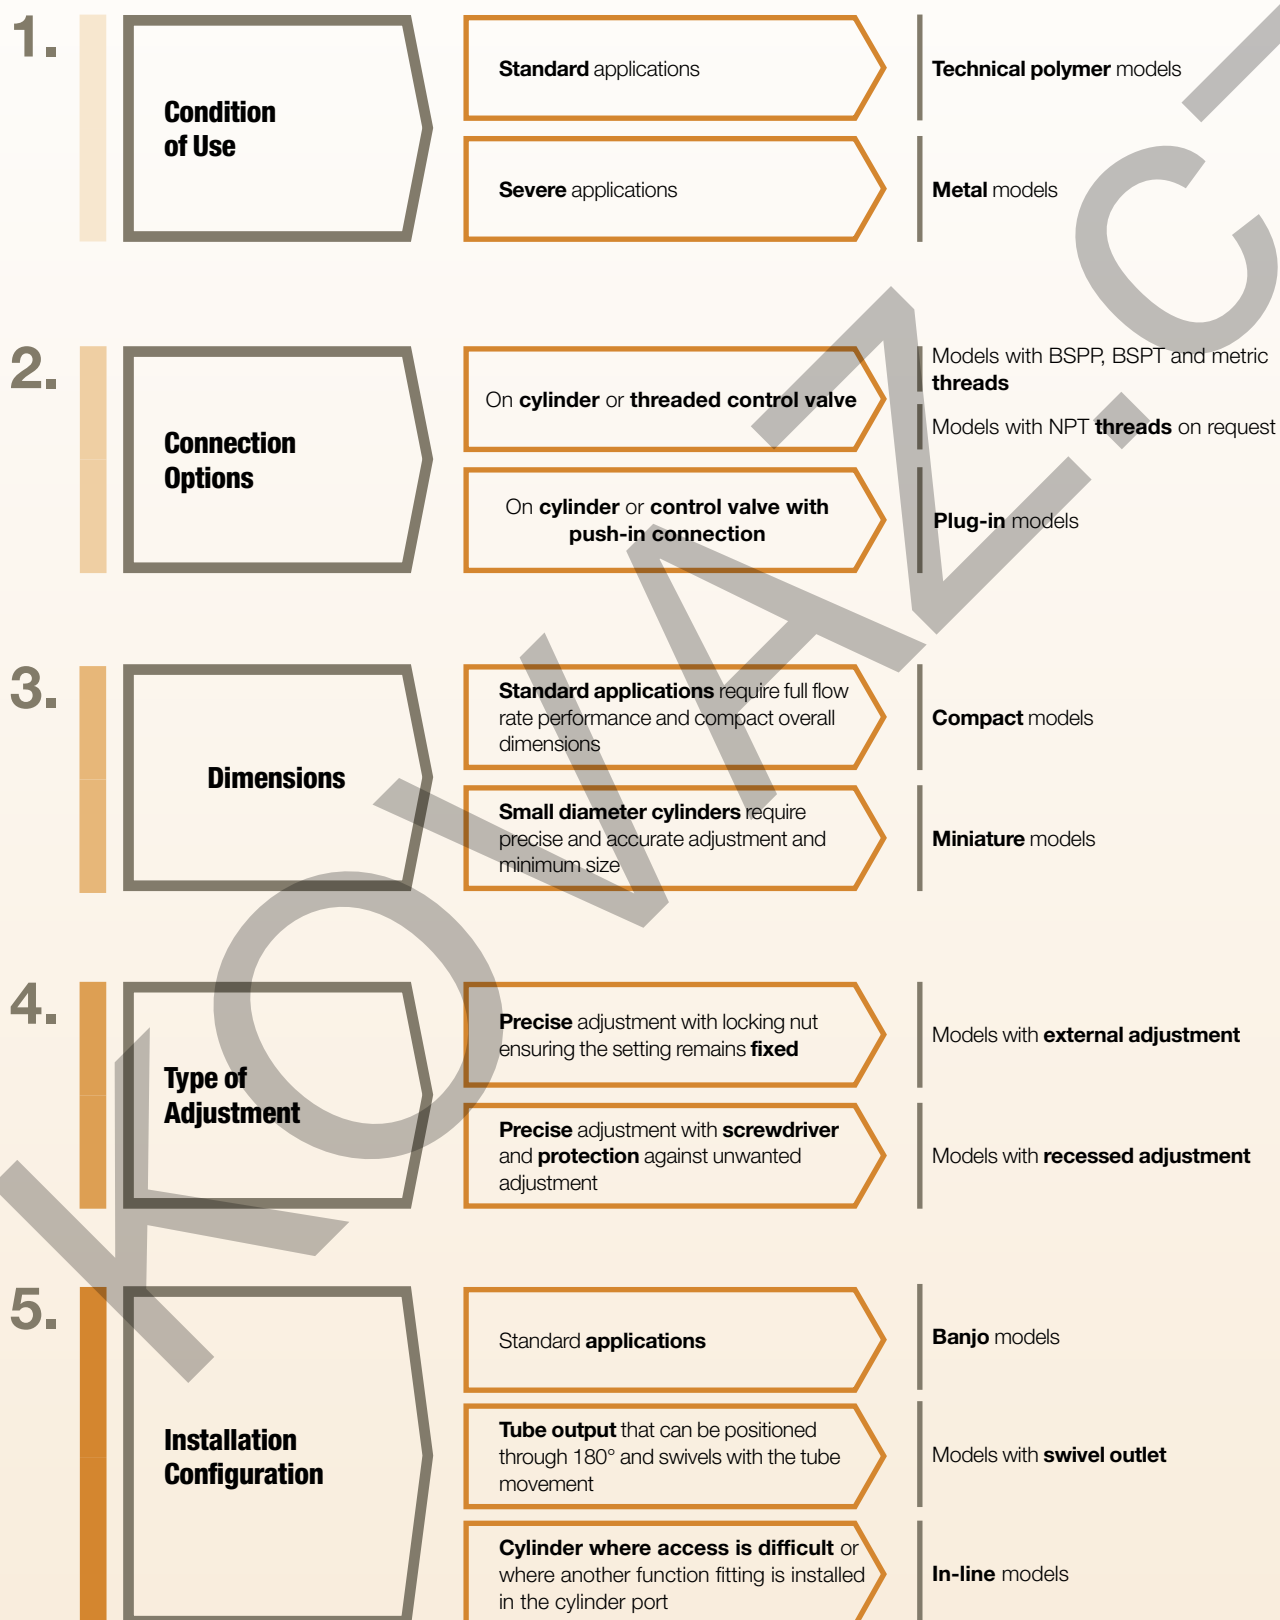 1.
Condition
of Use
Standard applications
Technical polymer models
Severe applications
Metal models
2.
Connection
Options
On cylinder or threaded control valve
Models with BSPP, BSPT and metric
threads
Models with NPT threads on request
On cylinder or control valve with
push-in connection
Plug-in models
3.
Dimensions
Standard applications require full flow
rate performance and compact overall
dimensions
Compact models
Small diameter cylinders require
precise and accurate adjustment and
minimum size
Miniature models
4.
Type of
Adjustment
Precise adjustment with locking nut
ensuring the setting remains fixed
Models with external adjustment
Precise adjustment with screwdriver
and protection against unwanted
adjustment
Models with recessed adjustment
5.
Installation
Configuration
Standard applications
Banjo models
Tube output that can be positioned
through 180° and swivels with the tube
movement
Models with swivel outlet
Cylinder where access is difficult or
where another function fitting is installed
in the cylinder port
In-line models
KOVAZ.c